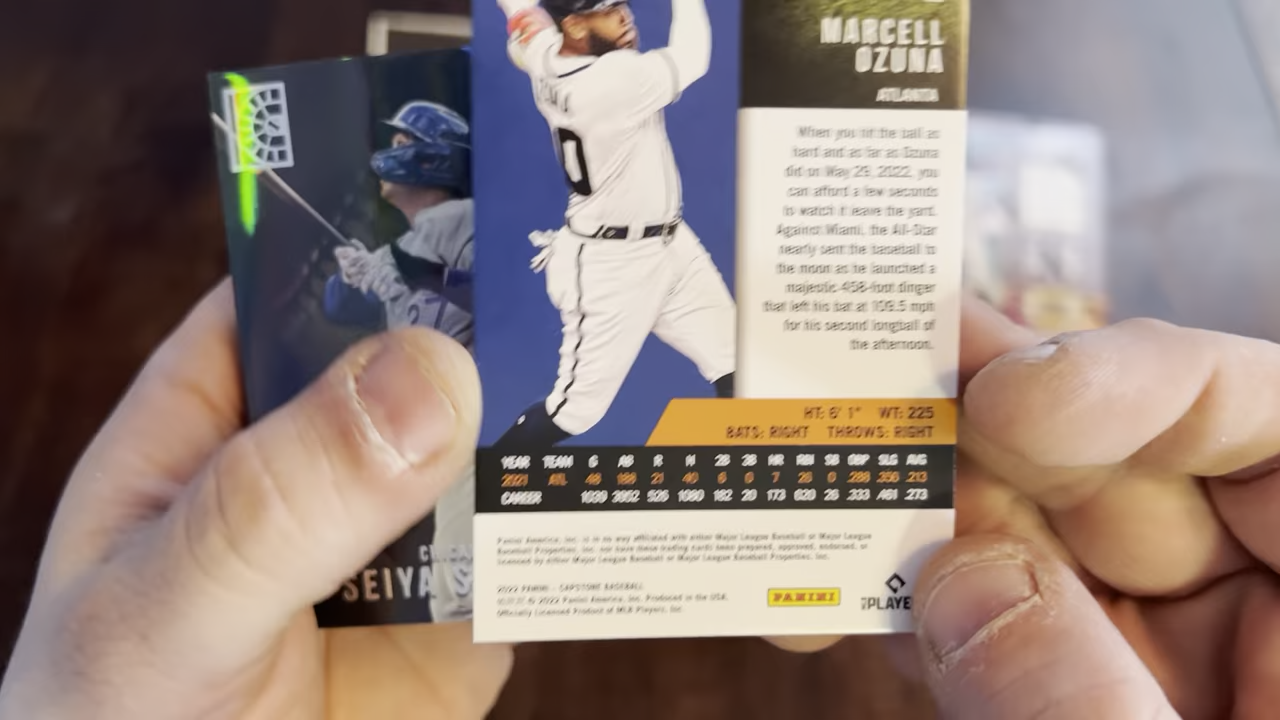 MARCELL
OZUNA
ATLANTA
When you hit the ball as
hard and as far as Ozuna
did on May 29, 2022, you
can afford a few seconds
to watch it leave the yard.
Against Miami, the All-Star
nearly sent the baseball to
the moon as he launched a
majestic 456-foot dinger
that left his bat at 109.5 mph
for his second longball of
the afternoon.
HT: 6' 1" WT: 225
BATS: RIGHT THROWS: RIGHT
YEAR TEAM G AB R H 2B 3B HR RBI SB OBP SLG AVG
2021 ATL 48 188 21 40 6 0 7 26 0 .288 .356 .213
CAREER 1039 3952 526 1080 182 20 173 620 26 .333 .461 .273
Panini America, Inc. is in no way affiliated with either Major League Baseball or Major League
Baseball Properties, Inc. nor have these trading cards been prepared, approved, endorsed, or
licensed by either Major League Baseball or Major League Baseball Properties, Inc.
2022 PANINI - CAPSTONE BASEBALL
© 2022 Panini America, Inc. Produced in the USA.
Officially Licensed Product of MLB Players, Inc.
PANINI
PLAYE
SEIYA S
0
2